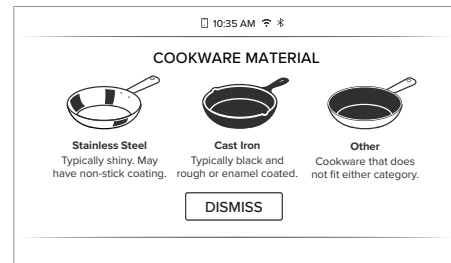 10:35 AM
COOKWARE MATERIAL
Stainless Steel
Typically shiny. May
have non-stick coating.
Cast Iron
Typically black and
rough or enamel coated.
Other
Cookware that does
not fit either category.
DISMISS